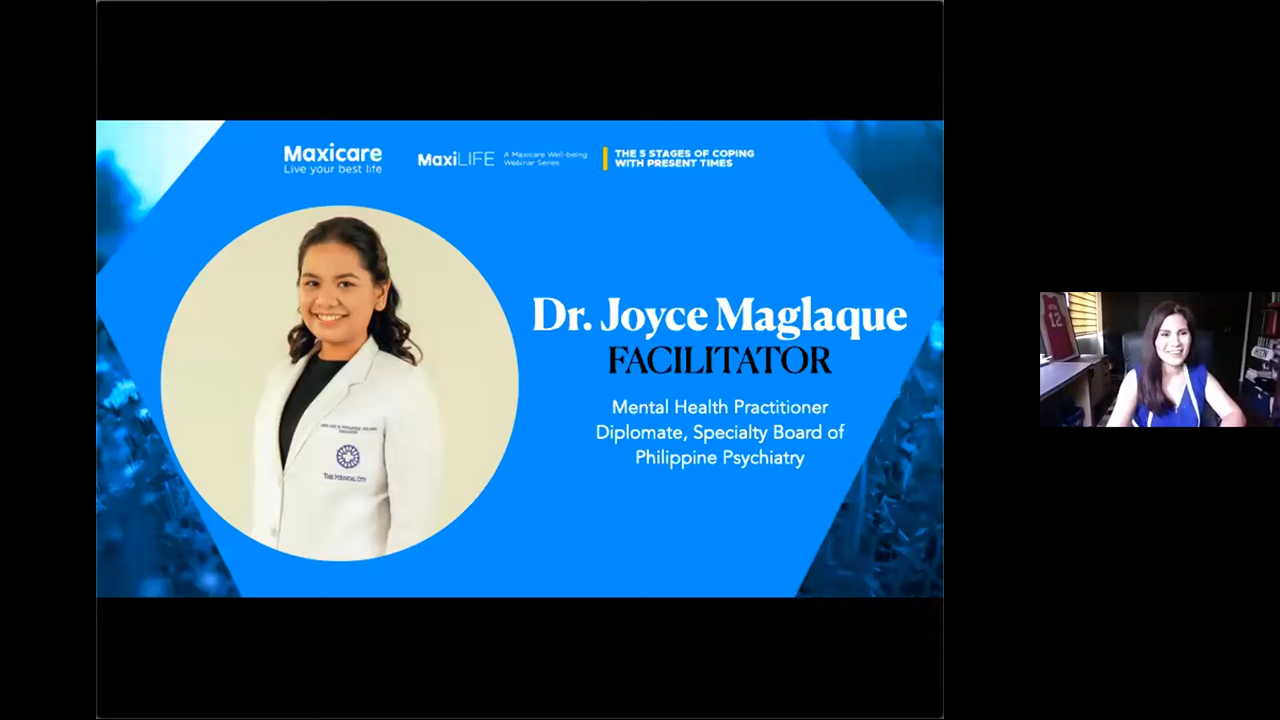 Maxicare
Live your best life
MaxiLIFE
A Maxicare Well-being
Webinar Series
THE 5 STAGES OF COPING
WITH PRESENT TIMES
Dr. Joyce Maglaque
FACILITATOR
Mental Health Practitioner
Diplomate, Specialty Board of
Philippine Psychiatry
THE MEDICAL CITY
12